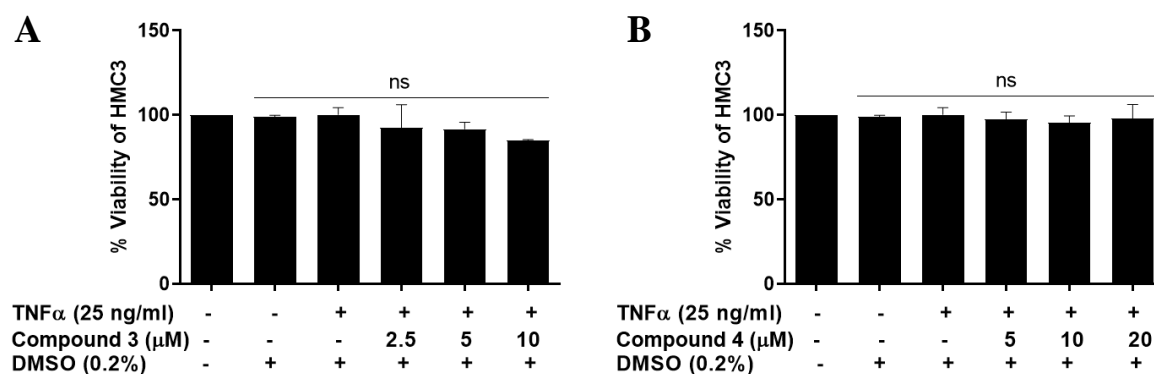 A
% Viability of HMC3
150
100
50
0
ns
TNFα (25 ng/ml) - - + + + +
Compound 3 (μM) - - - 2.5 5 10
DMSO (0.2%) - + + + + +
B
% Viability of HMC3
150
100
50
0
ns
TNFα (25 ng/ml) - - + + + +
Compound 4 (μM) - - - 5 10 20
DMSO (0.2%) - + + + + +